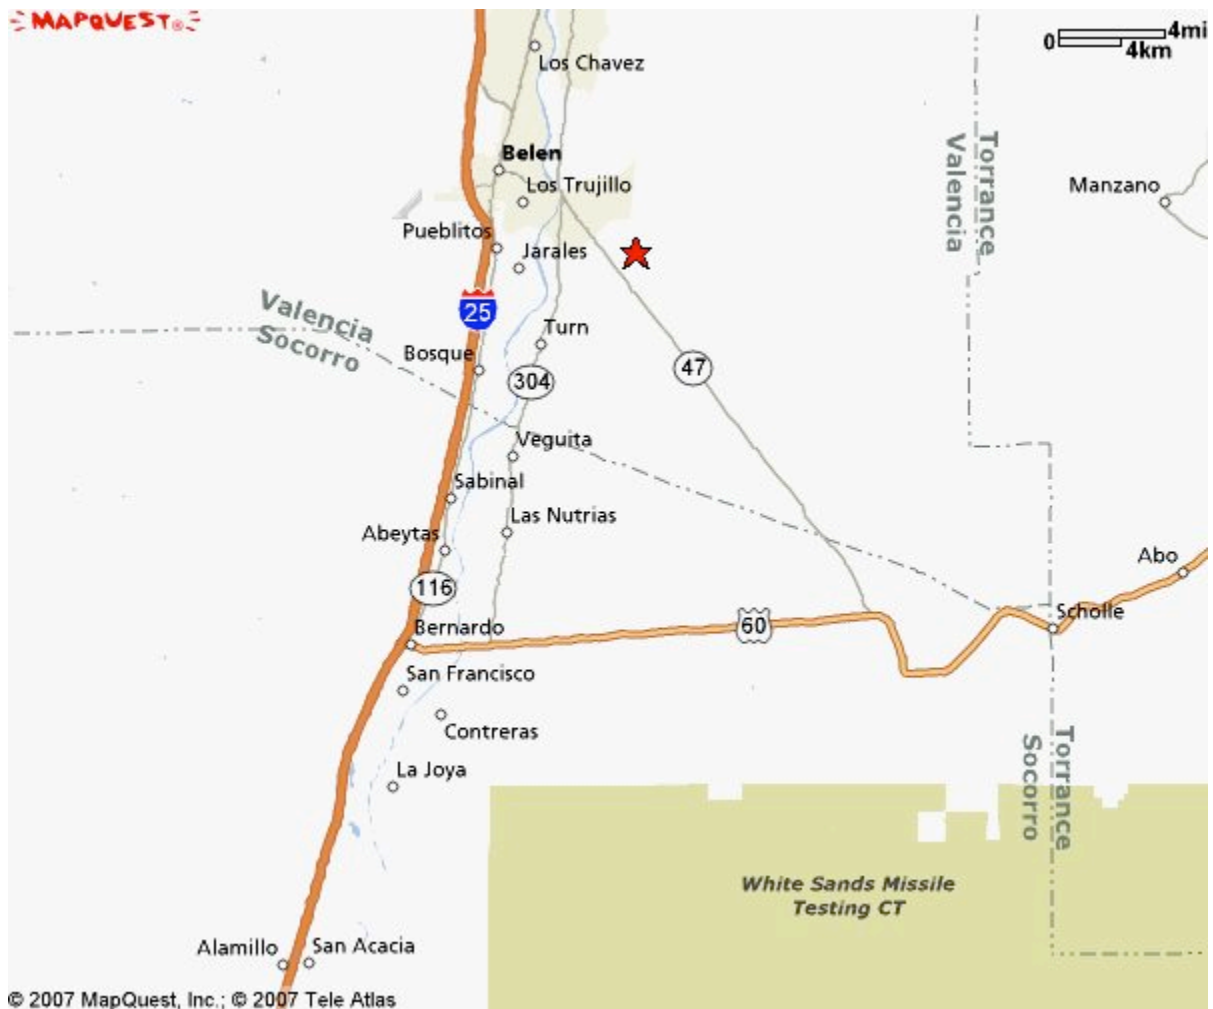 MAPQUEST®
0 4mi
4km
Los Chavez
Belen
Los Trujillo
Torrance
Valencia
Manzano
Pueblitos
Jarales
25
Valencia
Socorro
Turn
Bosque
304
47
Veguita
Sabinal
Las Nutrias
Abeytas
Abo
116
Scholle
Bernardo
60
San Francisco
Contreras
Torrance
Socorro
La Joya
White Sands Missile
Testing CT
Alamillo
San Acacia
© 2007 MapQuest, Inc.; © 2007 Tele Atlas